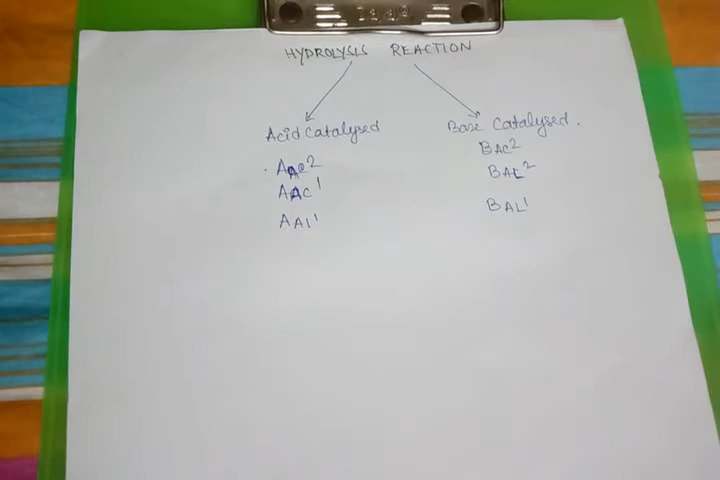 HYDROLYSIS REACTION
Acid Catalysed
Base Catalysed.
AAC2
AAC1
AAl1
BAC2
BAL2
BAL1